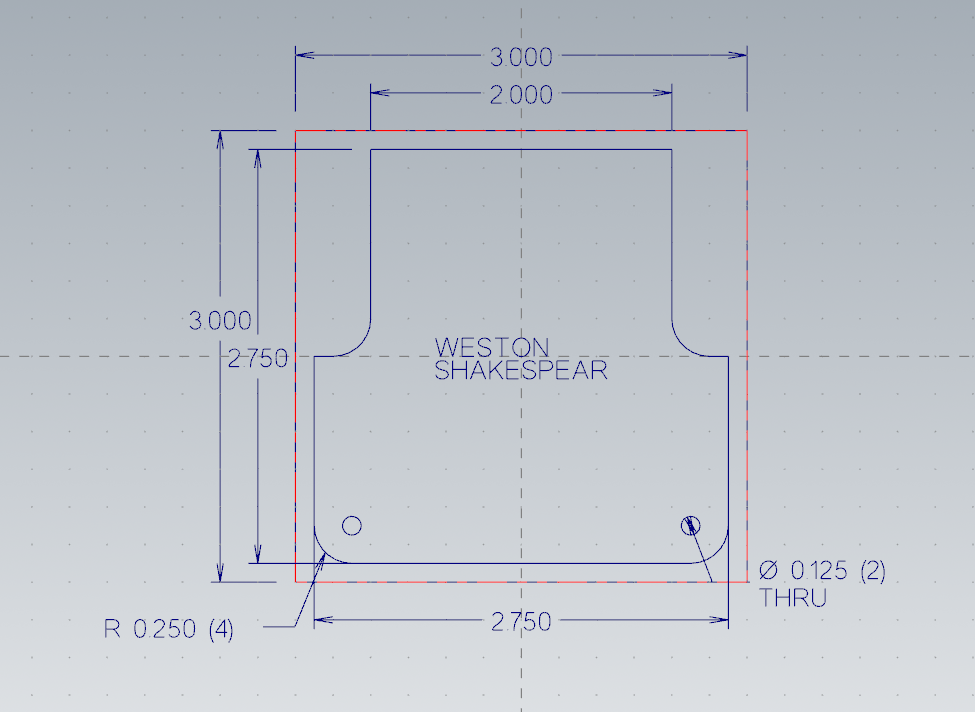 3.000
2.000
3.000
2.750
WESTON
SHAKESPEAR
Ø 0.125 (2)
THRU
2.750
R 0.250 (4)